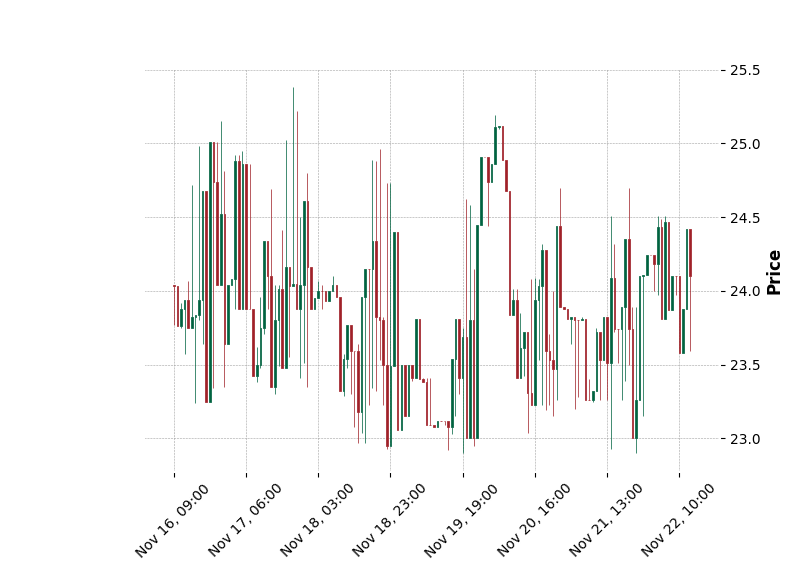 25.5
25.0
24.5
24.0
23.5
23.0
Price
Nov 16, 09:00
Nov 17, 06:00
Nov 18, 03:00
Nov 18, 23:00
Nov 19, 19:00
Nov 20, 16:00
Nov 21, 13:00
Nov 22, 10:00